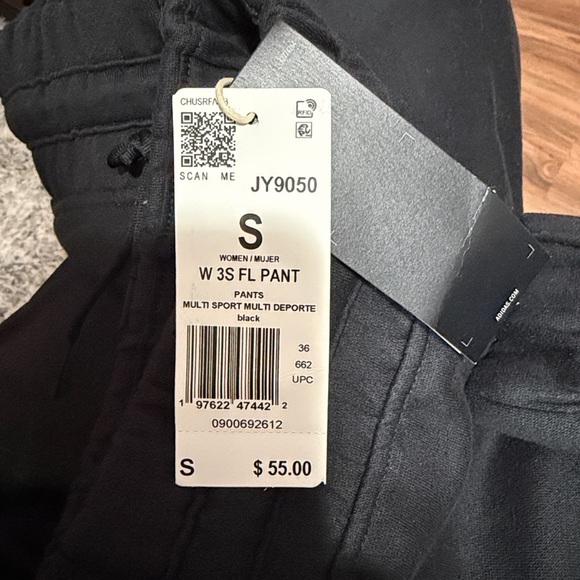 SCAN ME
RFID
JY9050
S
WOMEN / MUJER
W 3S FL PANT
PANTS
MULTI SPORT MULTI DEPORTE
black
36
662
UPC
1 97622 47442 2
0900692612
S $ 55.00
ADIDAS.COM